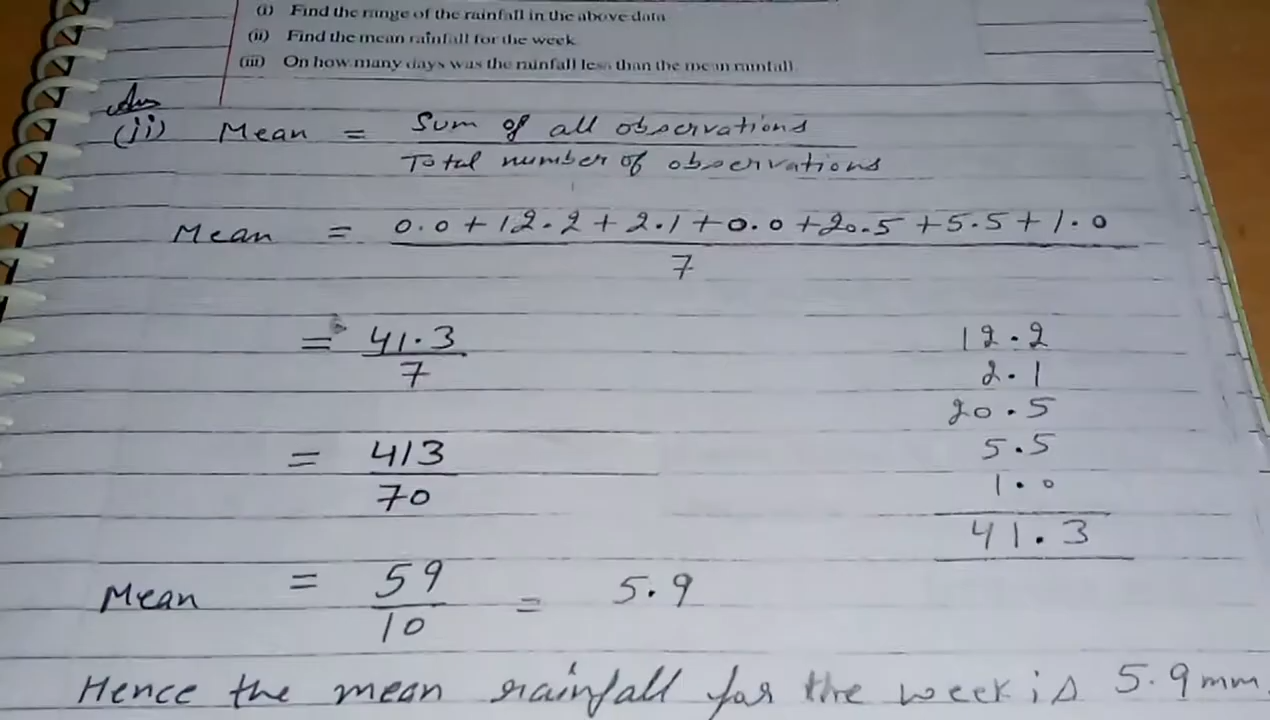 (i) Find the range of the rainfall in the above data
(ii) Find the mean rainfall for the week
(iii) On how many days was the rainfall less than the mean rainfall.
Ans
(ii) Mean = Sum of all observations
Total number of observations
Mean = 0.0 + 12.2 + 2.1 + 0.0 + 20.5 + 5.5 + 1.0
7
= 41.3
7
= 413
70
Mean = 59
10
= 5.9
12.2
2.1
20.5
5.5
1.0
41.3
Hence the mean rainfall for the week is 5.9mm.